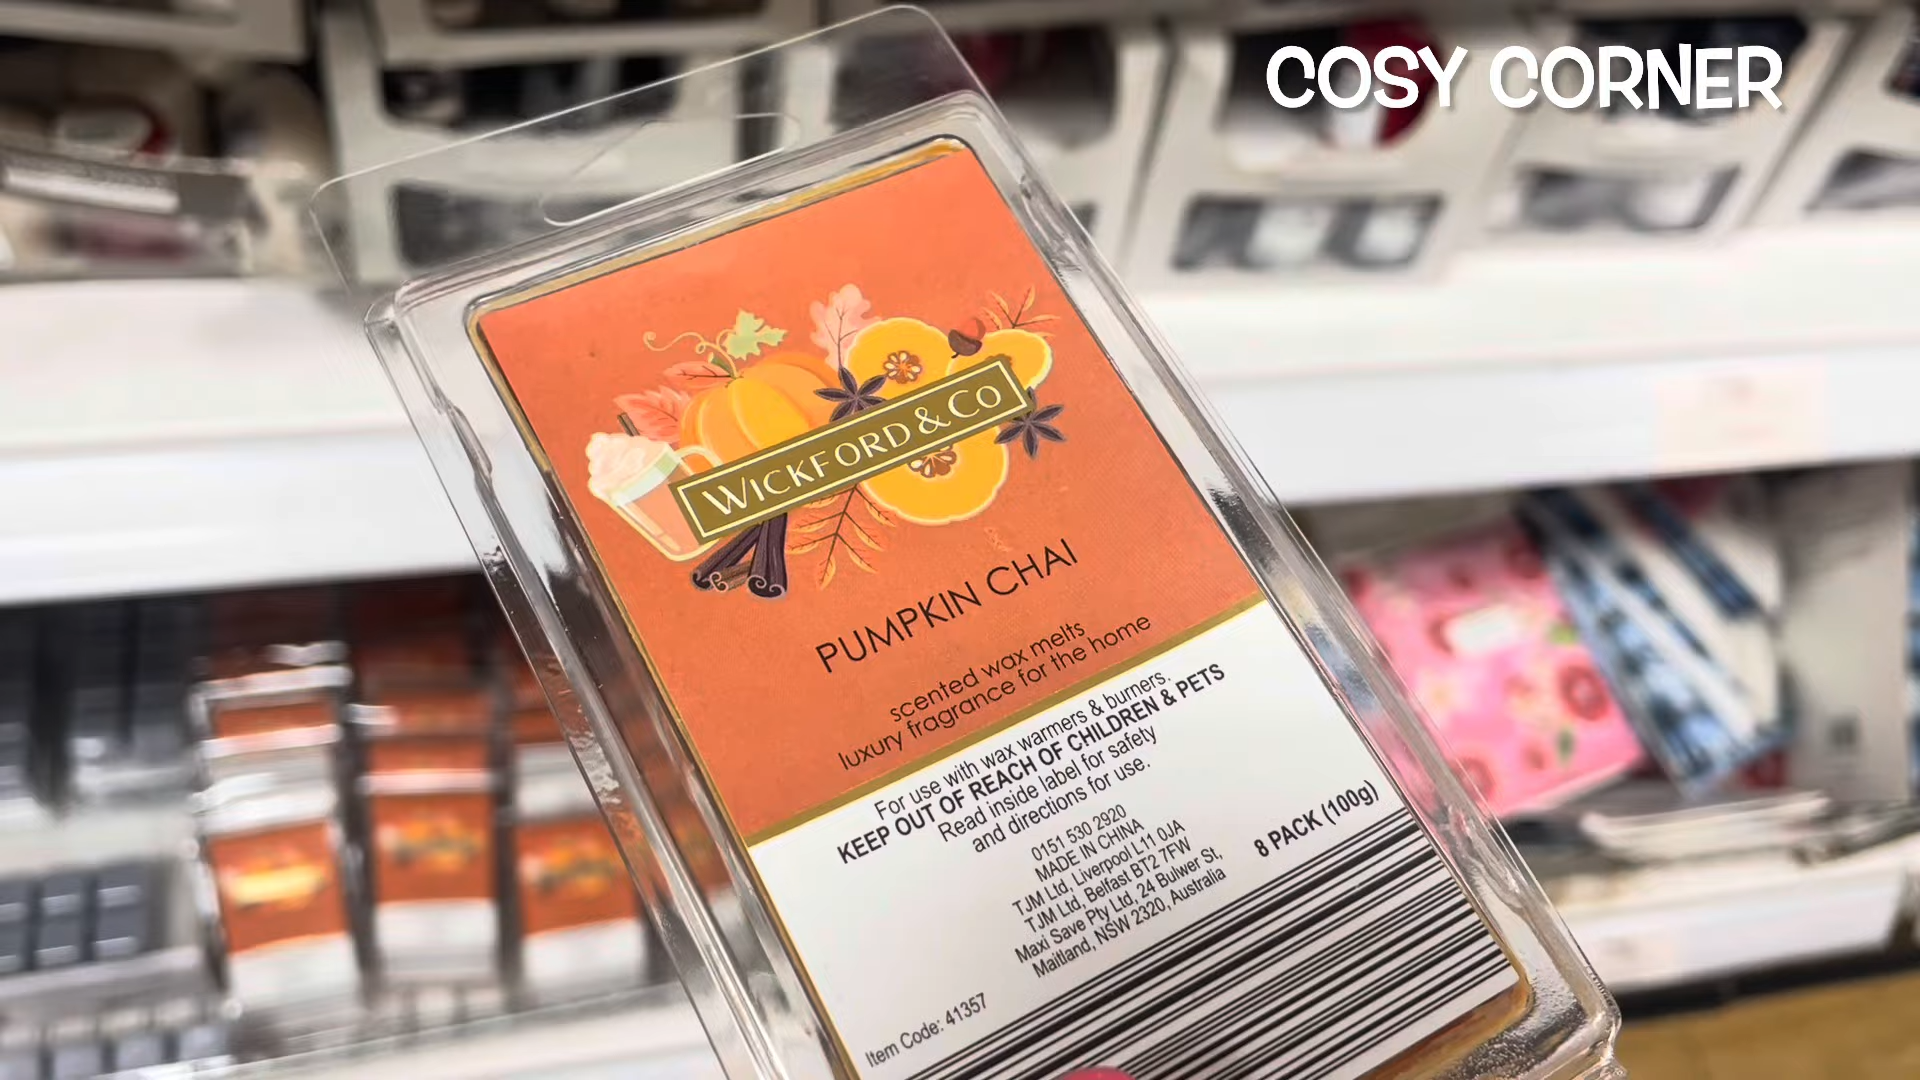 COSY CORNER
WICKFORD & CO
PUMPKIN CHAI
scented wax melts
luxury fragrance for the home
For use with wax warmers & burners.
KEEP OUT OF REACH OF CHILDREN & PETS
Read inside label for safety
and directions for use.
0151 530 2920
MADE IN CHINA
TJM Ltd, Liverpool L11 0JA
TJM Ltd, Belfast BT2 7FW
Maxi Save Pty Ltd, 24 Bulwer St,
Maitland, NSW 2320, Australia
8 PACK (100g)
Item Code: 41357